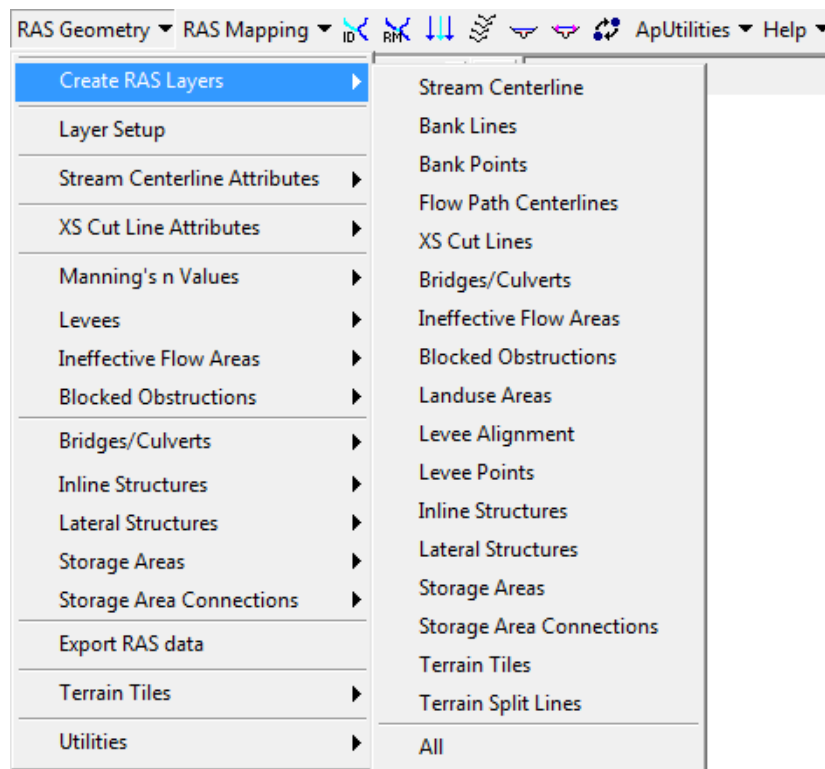 RAS Geometry RAS Mapping ID RM ApUtilities Help
Create RAS Layers
Layer Setup
Stream Centerline Attributes
XS Cut Line Attributes
Manning's n Values
Levees
Ineffective Flow Areas
Blocked Obstructions
Bridges/Culverts
Inline Structures
Lateral Structures
Storage Areas
Storage Area Connections
Export RAS data
Terrain Tiles
Utilities
Stream Centerline
Bank Lines
Bank Points
Flow Path Centerlines
XS Cut Lines
Bridges/Culverts
Ineffective Flow Areas
Blocked Obstructions
Landuse Areas
Levee Alignment
Levee Points
Inline Structures
Lateral Structures
Storage Areas
Storage Area Connections
Terrain Tiles
Terrain Split Lines
All